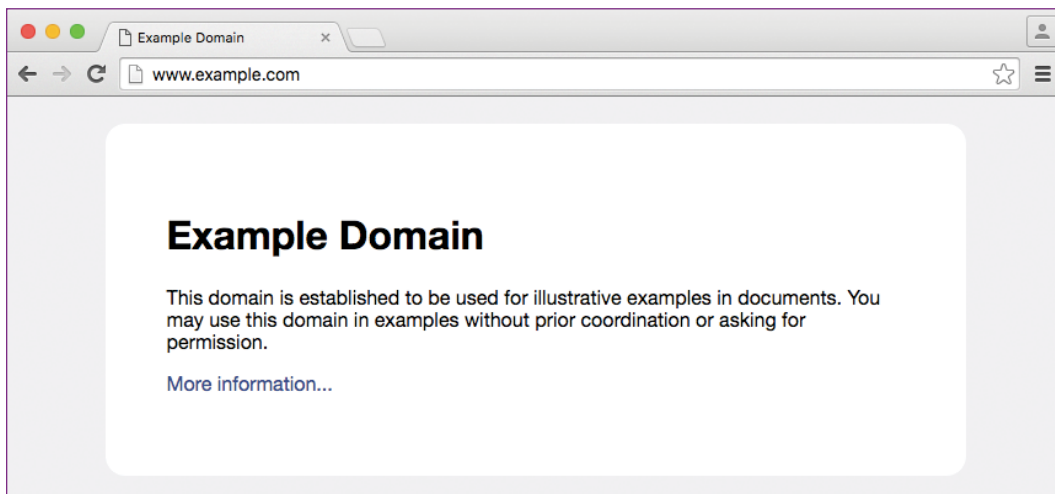 Example Domain
www.example.com
Example Domain
This domain is established to be used for illustrative examples in documents. You
may use this domain in examples without prior coordination or asking for
permission.
More information...